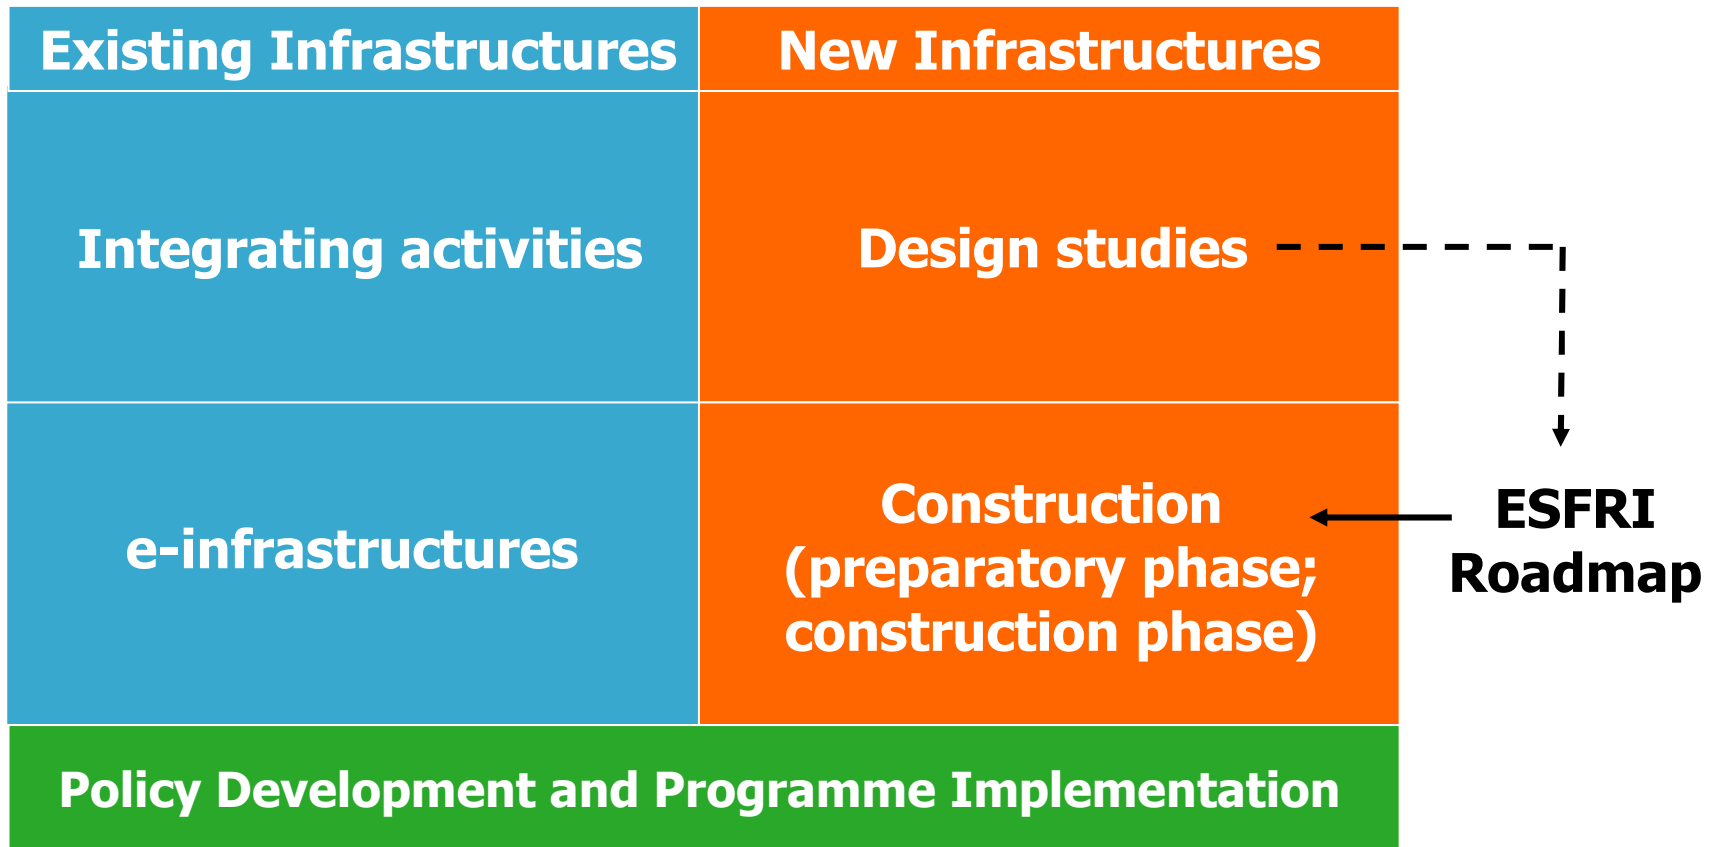 Existing Infrastructures
New Infrastructures
Integrating activities
Design studies
e-infrastructures
Construction
(preparatory phase;
construction phase)
ESFRI
Roadmap
Policy Development and Programme Implementation